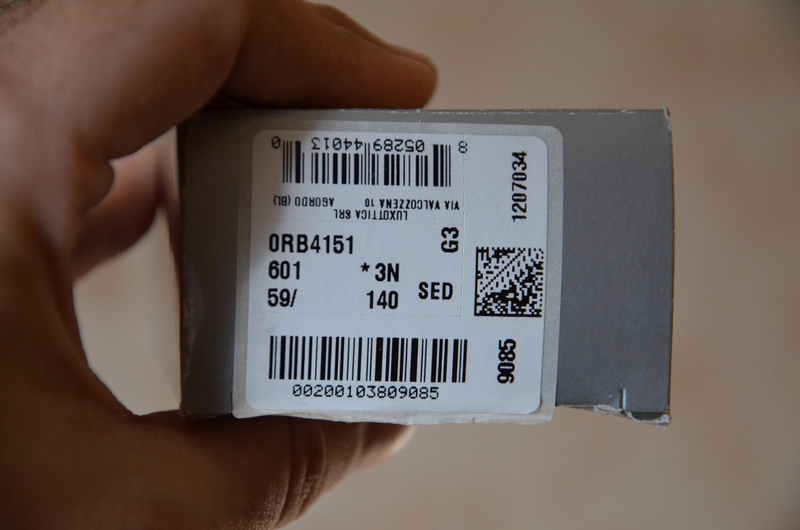 8 05289 44013 0
LUXOTTICA SRL
VIA VALCOZZENA 10 AGORDO (BL)
0RB4151
601 *3N
59/ 140
SED
G3
1207034
9085
00200103809085